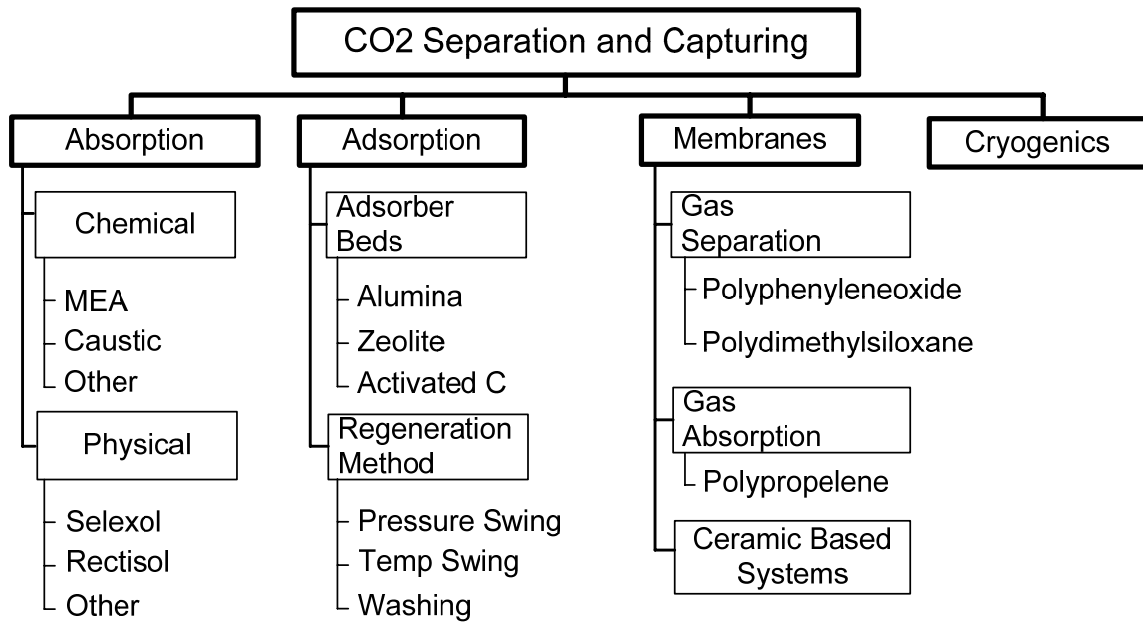 CO2 Separation and Capturing
Absorption
Chemical
MEA
Caustic
Other
Physical
Selexol
Rectisol
Other
Adsorption
Adsorber
Beds
Alumina
Zeolite
Activated C
Regeneration
Method
Pressure Swing
Temp Swing
Washing
Membranes
Gas
Separation
Polyphenyleneoxide
Polydimethylsiloxane
Gas
Absorption
Polypropelene
Ceramic Based
Systems
Cryogenics